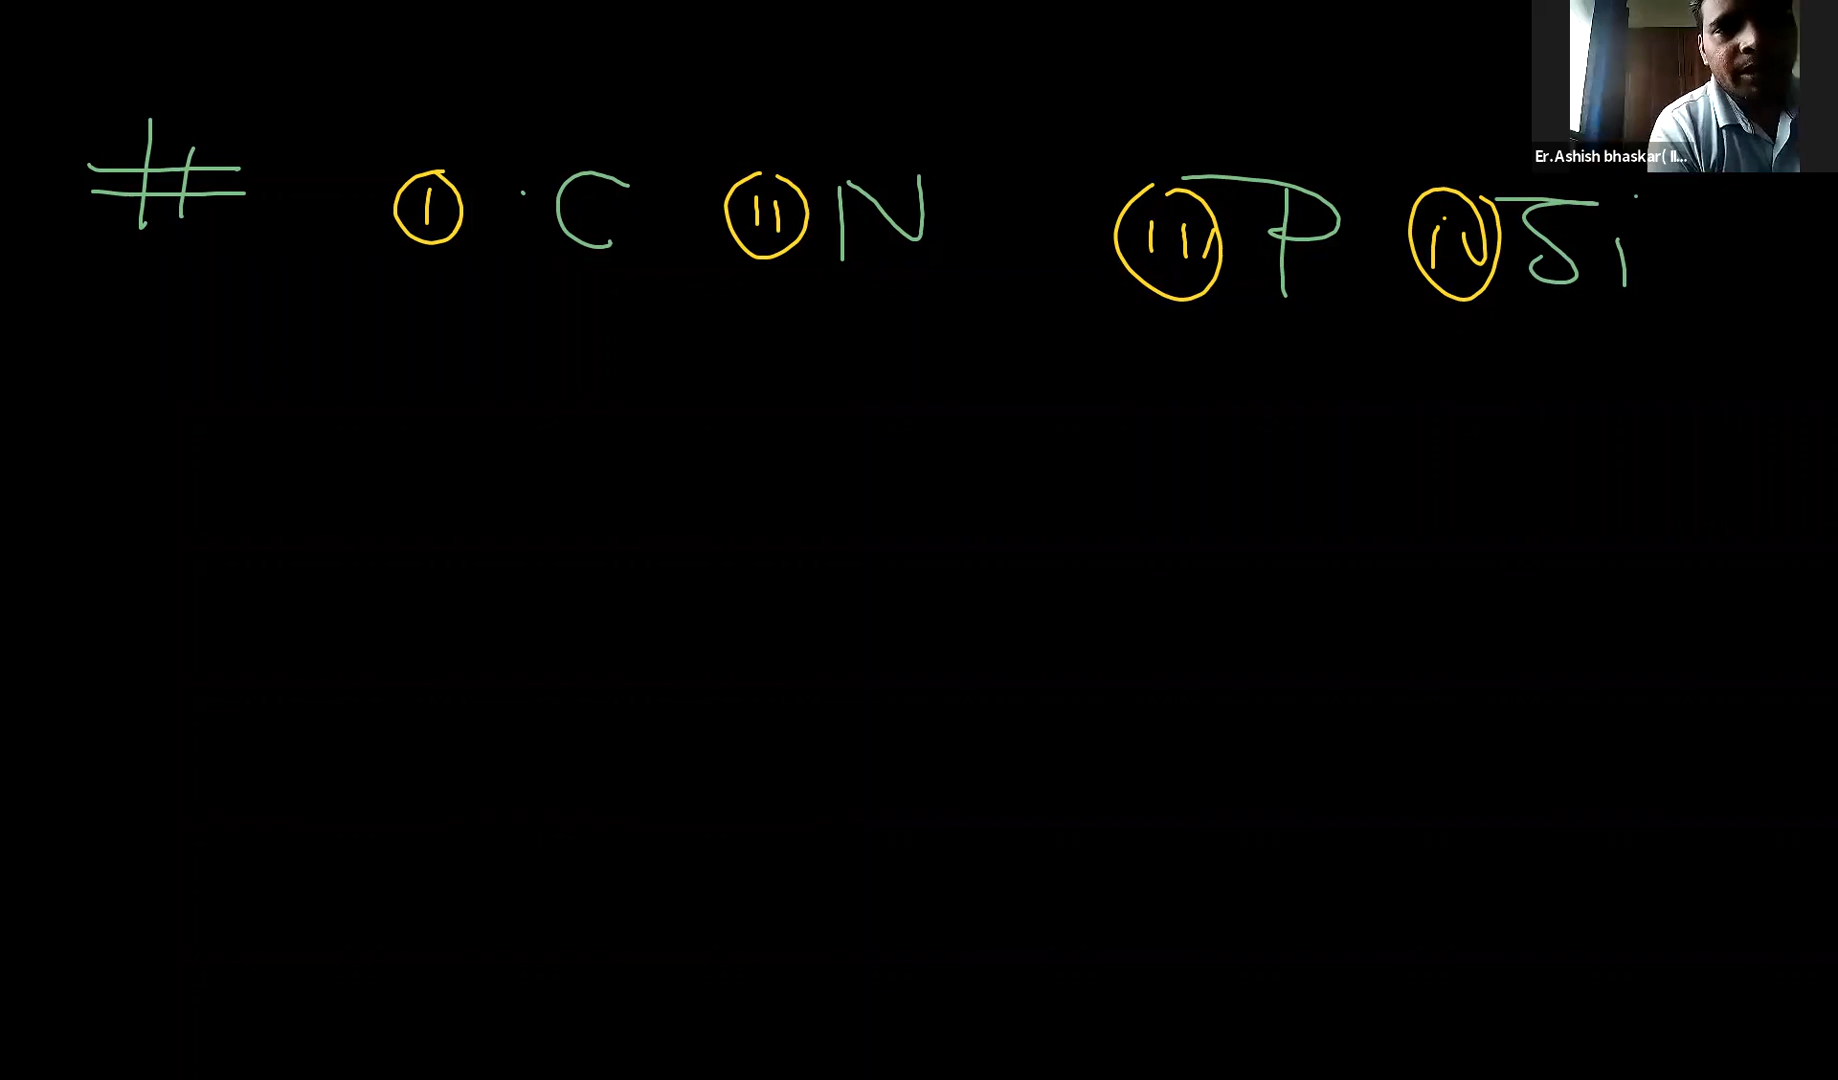 Er.Ashish bhaskar( II...
# (i) C (ii) N (iii) P (iv) Si